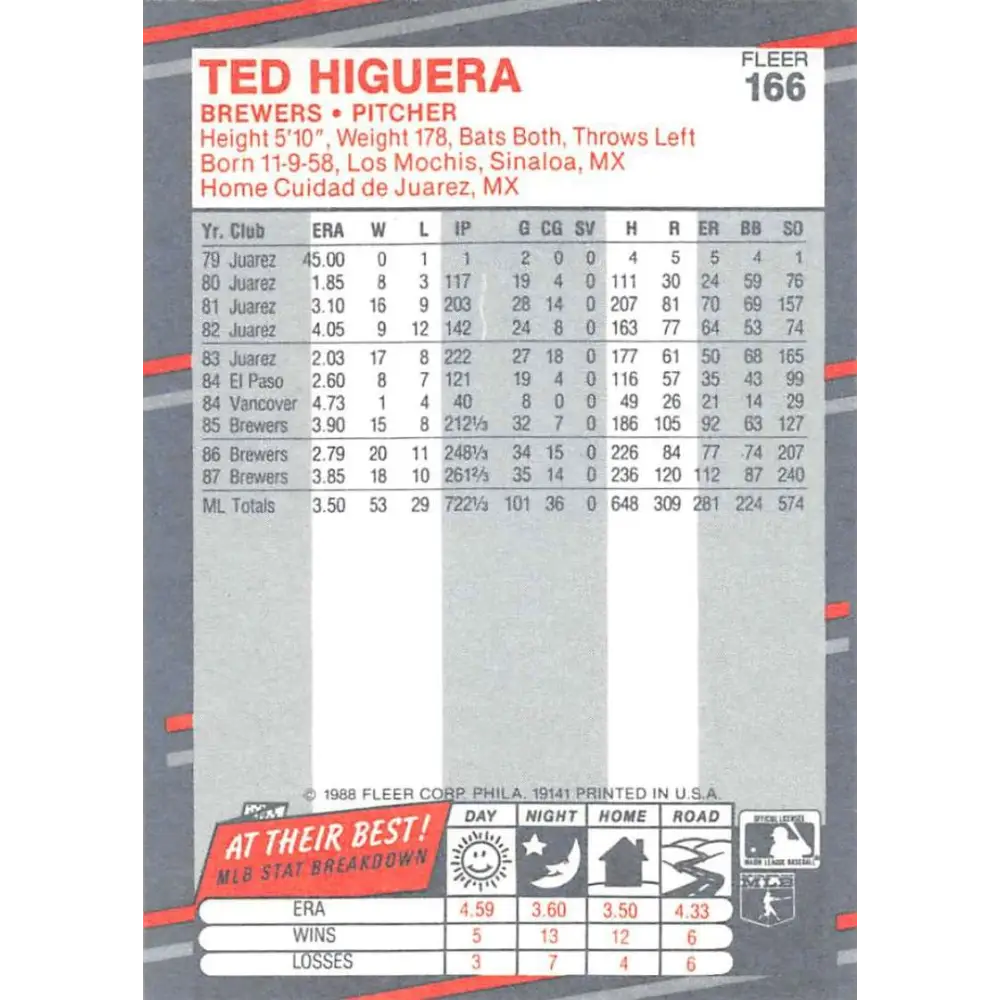 TED HIGUERA
FLEER
166
BREWERS • PITCHER
Height 5'10", Weight 178, Bats Both, Throws Left
Born 11-9-58, Los Mochis, Sinaloa, MX
Home Cuidad de Juarez, MX
Yr. Club ERA W L IP G CG SV H R ER BB SO
79 Juarez 45.00 0 1 1 2 0 0 4 5 5 4 1
80 Juarez 1.85 8 3 117 19 4 0 111 30 24 59 76
81 Juarez 3.10 16 9 203 28 14 0 207 81 70 69 157
82 Juarez 4.05 9 12 142 24 8 0 163 77 64 53 74
83 Juarez 2.03 17 8 222 27 18 0 177 61 50 68 165
84 El Paso 2.60 8 7 121 19 4 0 116 57 35 43 99
84 Vancover 4.73 1 4 40 8 0 0 49 26 21 14 29
85 Brewers 3.90 15 8 212⅓ 32 7 0 186 105 92 63 127
86 Brewers 2.79 20 11 248⅓ 34 15 0 226 84 77 74 207
87 Brewers 3.85 18 10 261⅔ 35 14 0 236 120 112 87 240
ML Totals 3.50 53 29 722⅓ 101 36 0 648 309 281 224 574
© 1988 FLEER CORP. PHILA. 19141 PRINTED IN U.S.A.
AT THEIR BEST!
MLB STAT BREAKDOWN
DAY NIGHT HOME ROAD
OFFICIAL LICENSEE
MAJOR LEAGUE BASEBALL
MLB
ERA 4.59 3.60 3.50 4.33
WINS 5 13 12 6
LOSSES 3 7 4 6